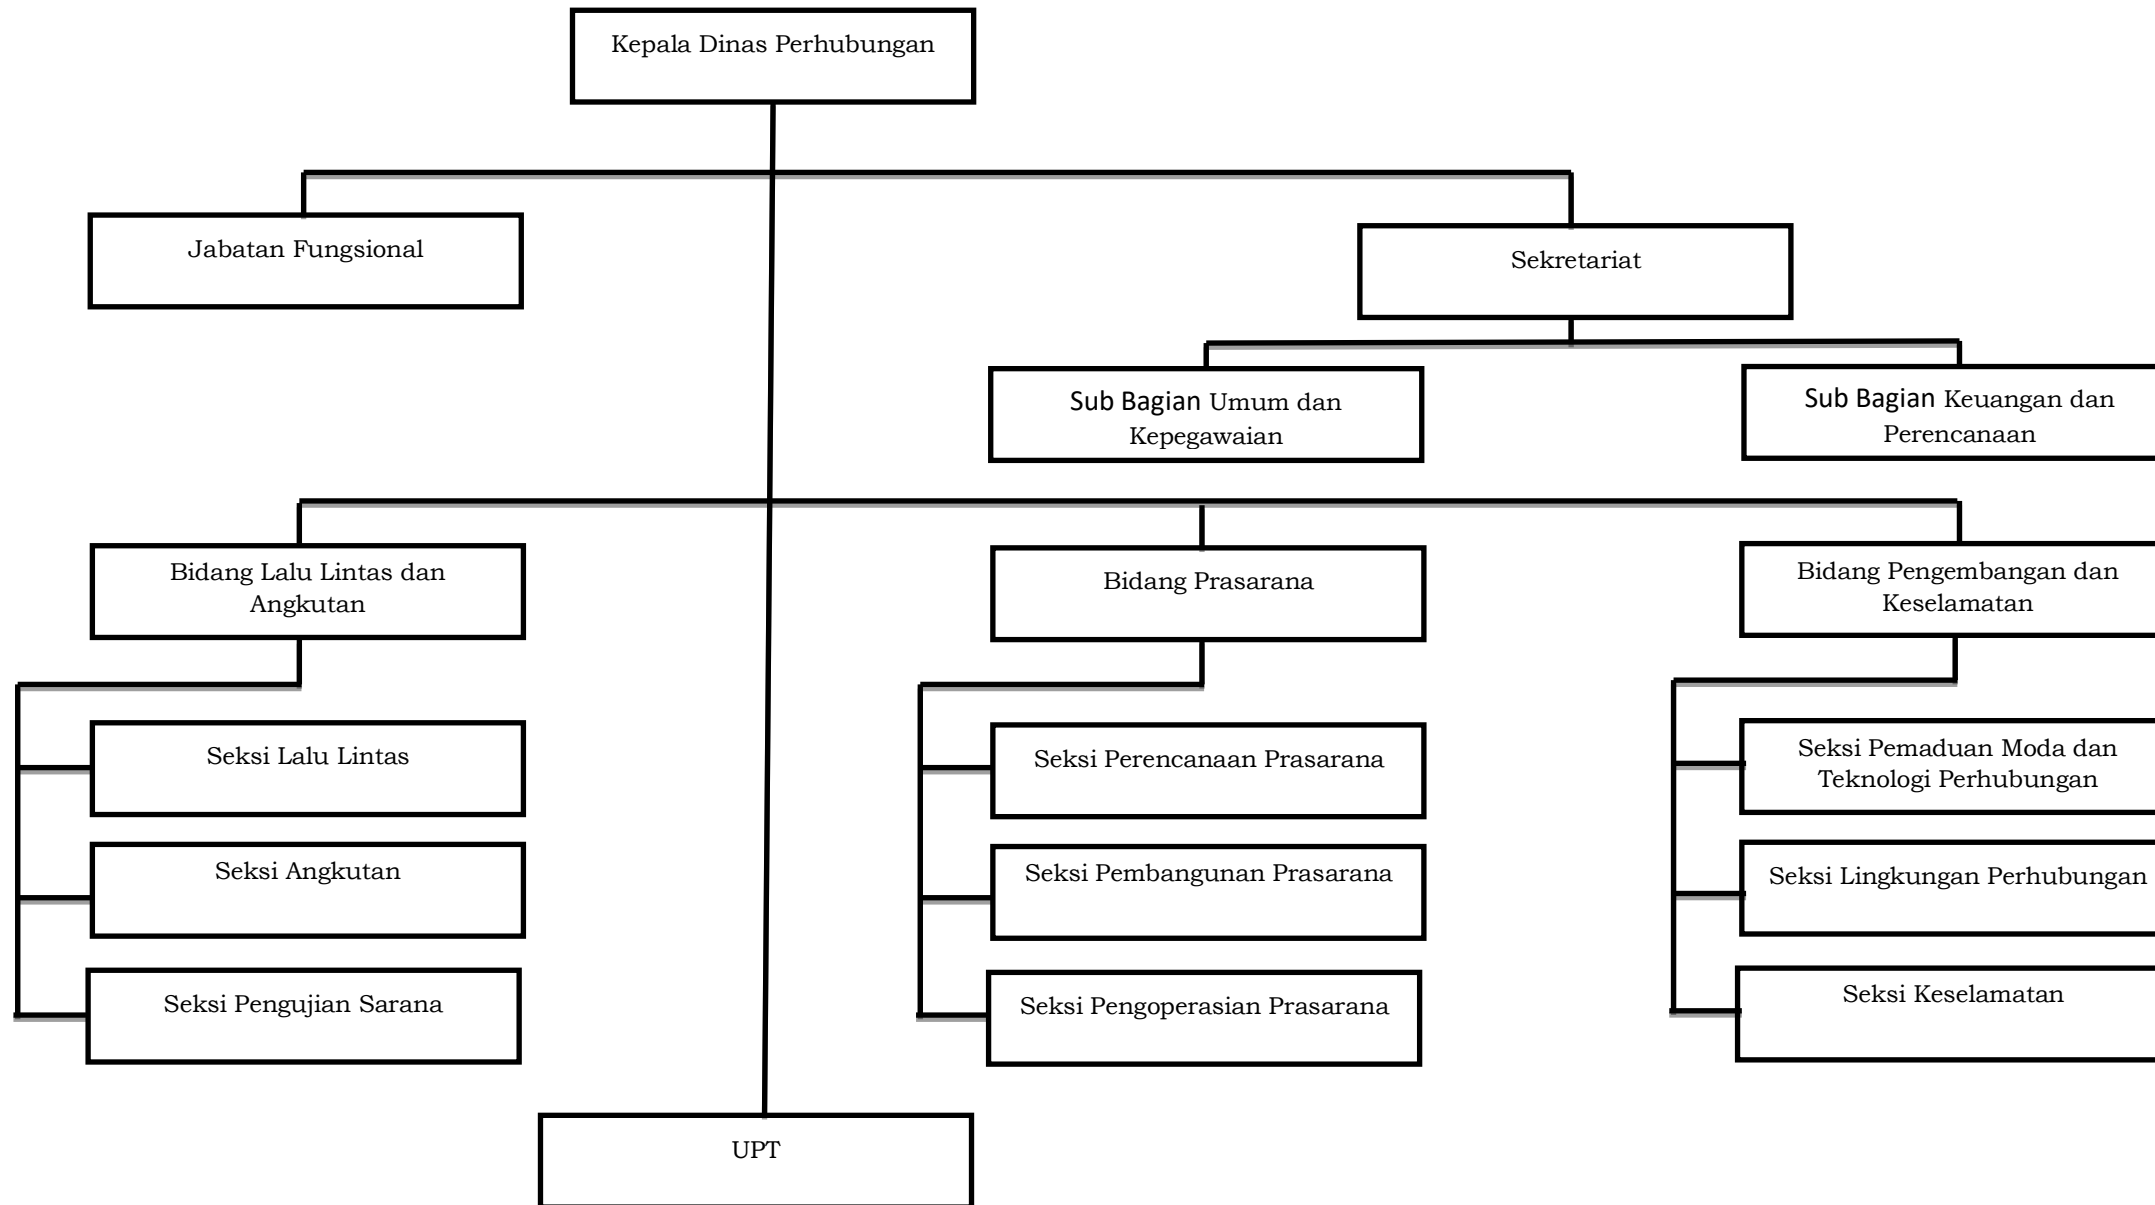 Kepala Dinas Perhubungan
Jabatan Fungsional
Sekretariat
Sub Bagian Umum dan
Kepegawaian
Sub Bagian Keuangan dan
Perencanaan
Bidang Lalu Lintas dan
Angkutan
Bidang Prasarana
Bidang Pengembangan dan
Keselamatan
Seksi Lalu Lintas
Seksi Perencanaan Prasarana
Seksi Pemaduan Moda dan
Teknologi Perhubungan
Seksi Angkutan
Seksi Pembangunan Prasarana
Seksi Lingkungan Perhubungan
Seksi Pengujian Sarana
Seksi Pengoperasian Prasarana
Seksi Keselamatan
UPT